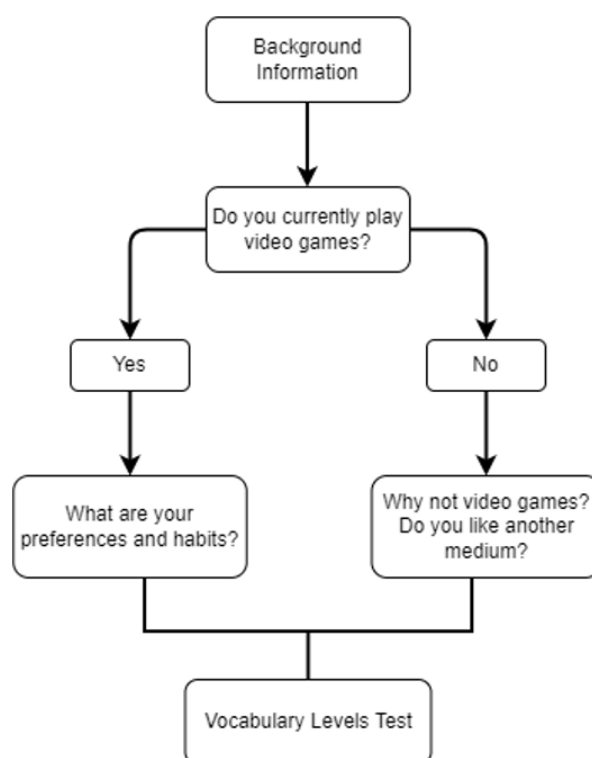 Background
Information
Do you currently play
video games?
Yes
No
What are your
preferences and habits?
Why not video games?
Do you like another
medium?
Vocabulary Levels Test